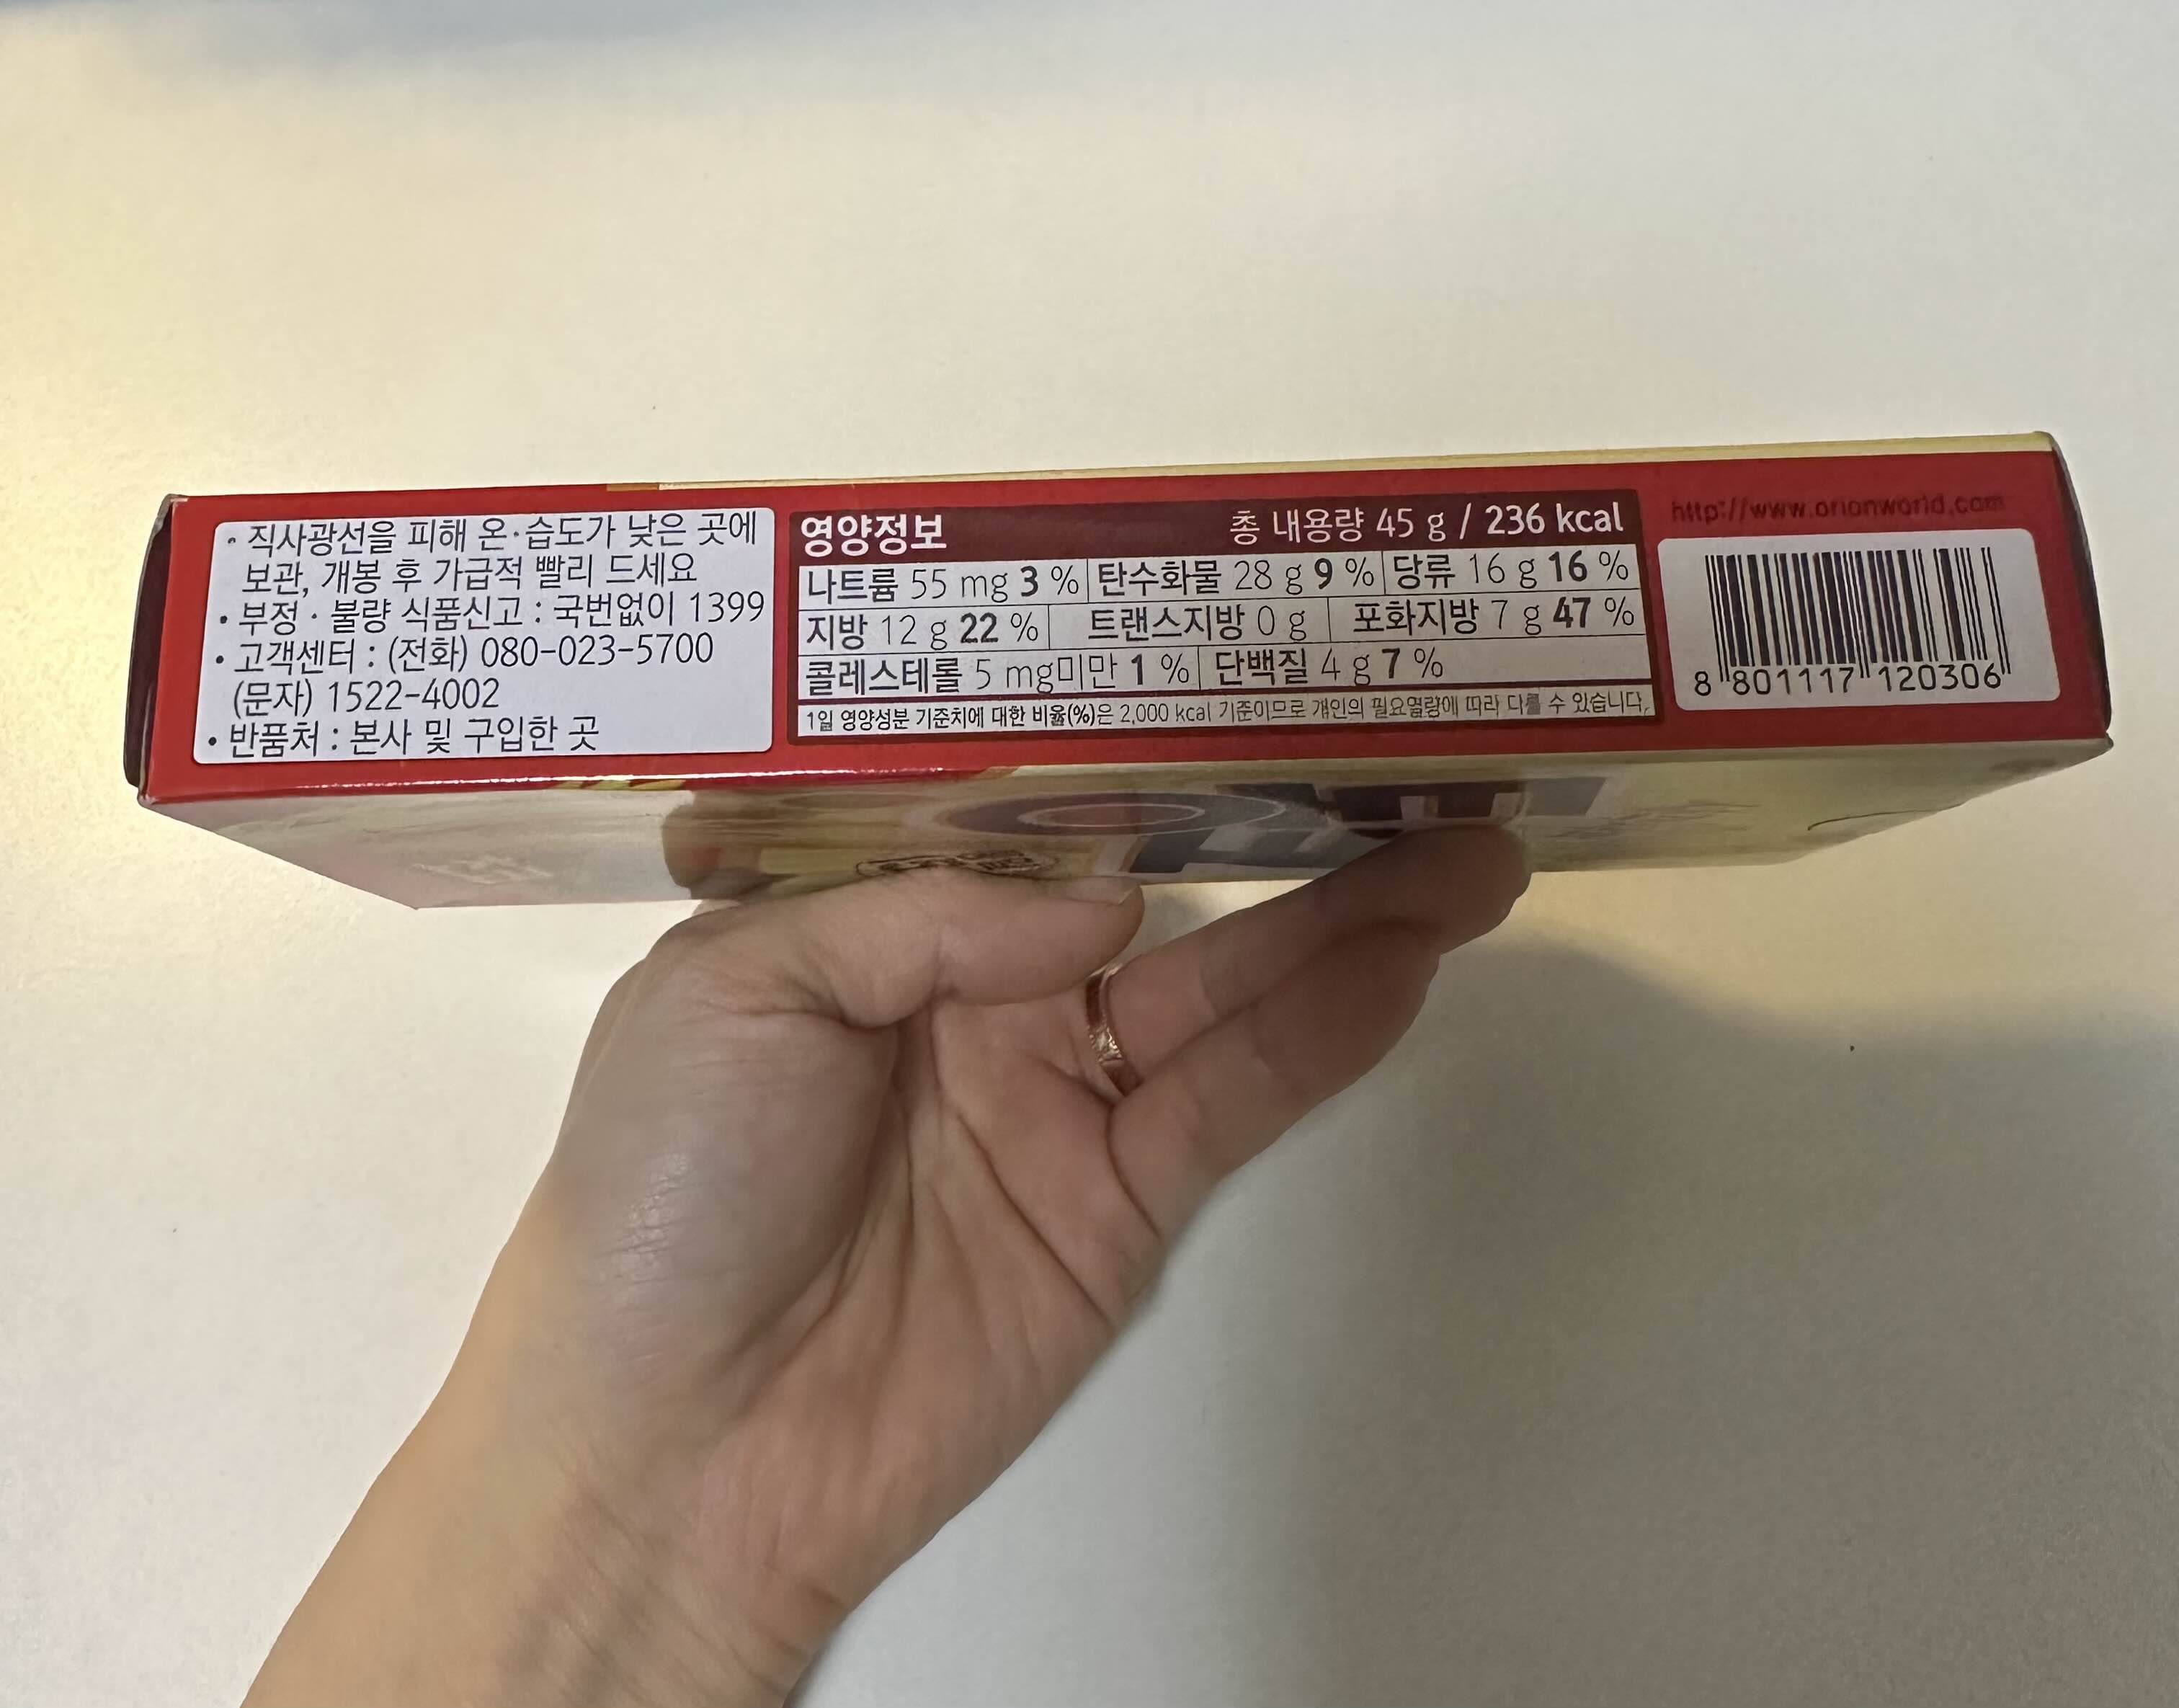 • 직사광선을 피해 온·습도가 낮은 곳에
보관, 개봉 후 가급적 빨리 드세요
• 부정 · 불량 식품신고 : 국번없이 1399
• 고객센터 : (전화) 080-023-5700
(문자) 1522-4002
• 반품처 : 본사 및 구입한 곳
영양정보 총 내용량 45 g / 236 kcal
나트륨 55 mg 3 % 탄수화물 28 g 9 % 당류 16 g 16 %
지방 12 g 22 % 트랜스지방 0 g 포화지방 7 g 47 %
콜레스테롤 5 mg미만 1 % 단백질 4 g 7 %
1일 영양성분 기준치에 대한 비율(%)은 2,000 kcal 기준이므로 개인의 필요열량에 따라 다를 수 있습니다.
http://www.orionworld.com
8 801117 120306